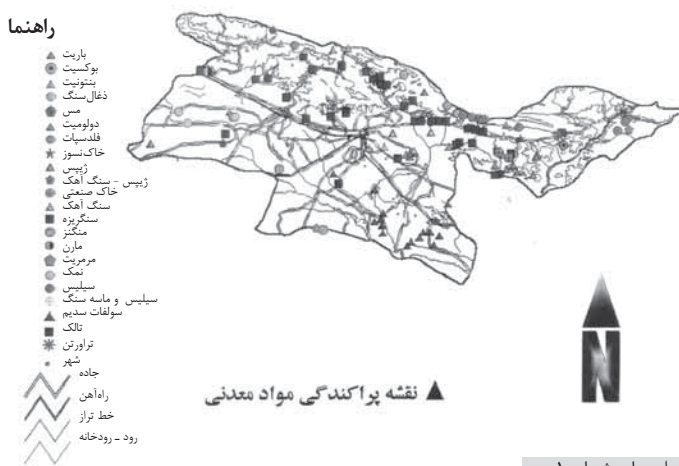 راهنما
باریت
بوکسیت
بنتونیت
ذغال‌سنگ
مس
دولومیت
فلدسپات
خاک‌نسوز
ژیپس
ژیپس - سنگ آهک
خاک صنعتی
سنگ آهک
سنگریزه
منگنز
مارن
مرمریت
نمک
سیلیس
سیلیس و ماسه سنگ
سولفات سدیم
تالک
تراورتن
شهر
جاده
راه‌آهن
خط تراز
رود - رودخانه
N
نقشه پراکندگی مواد معدنی